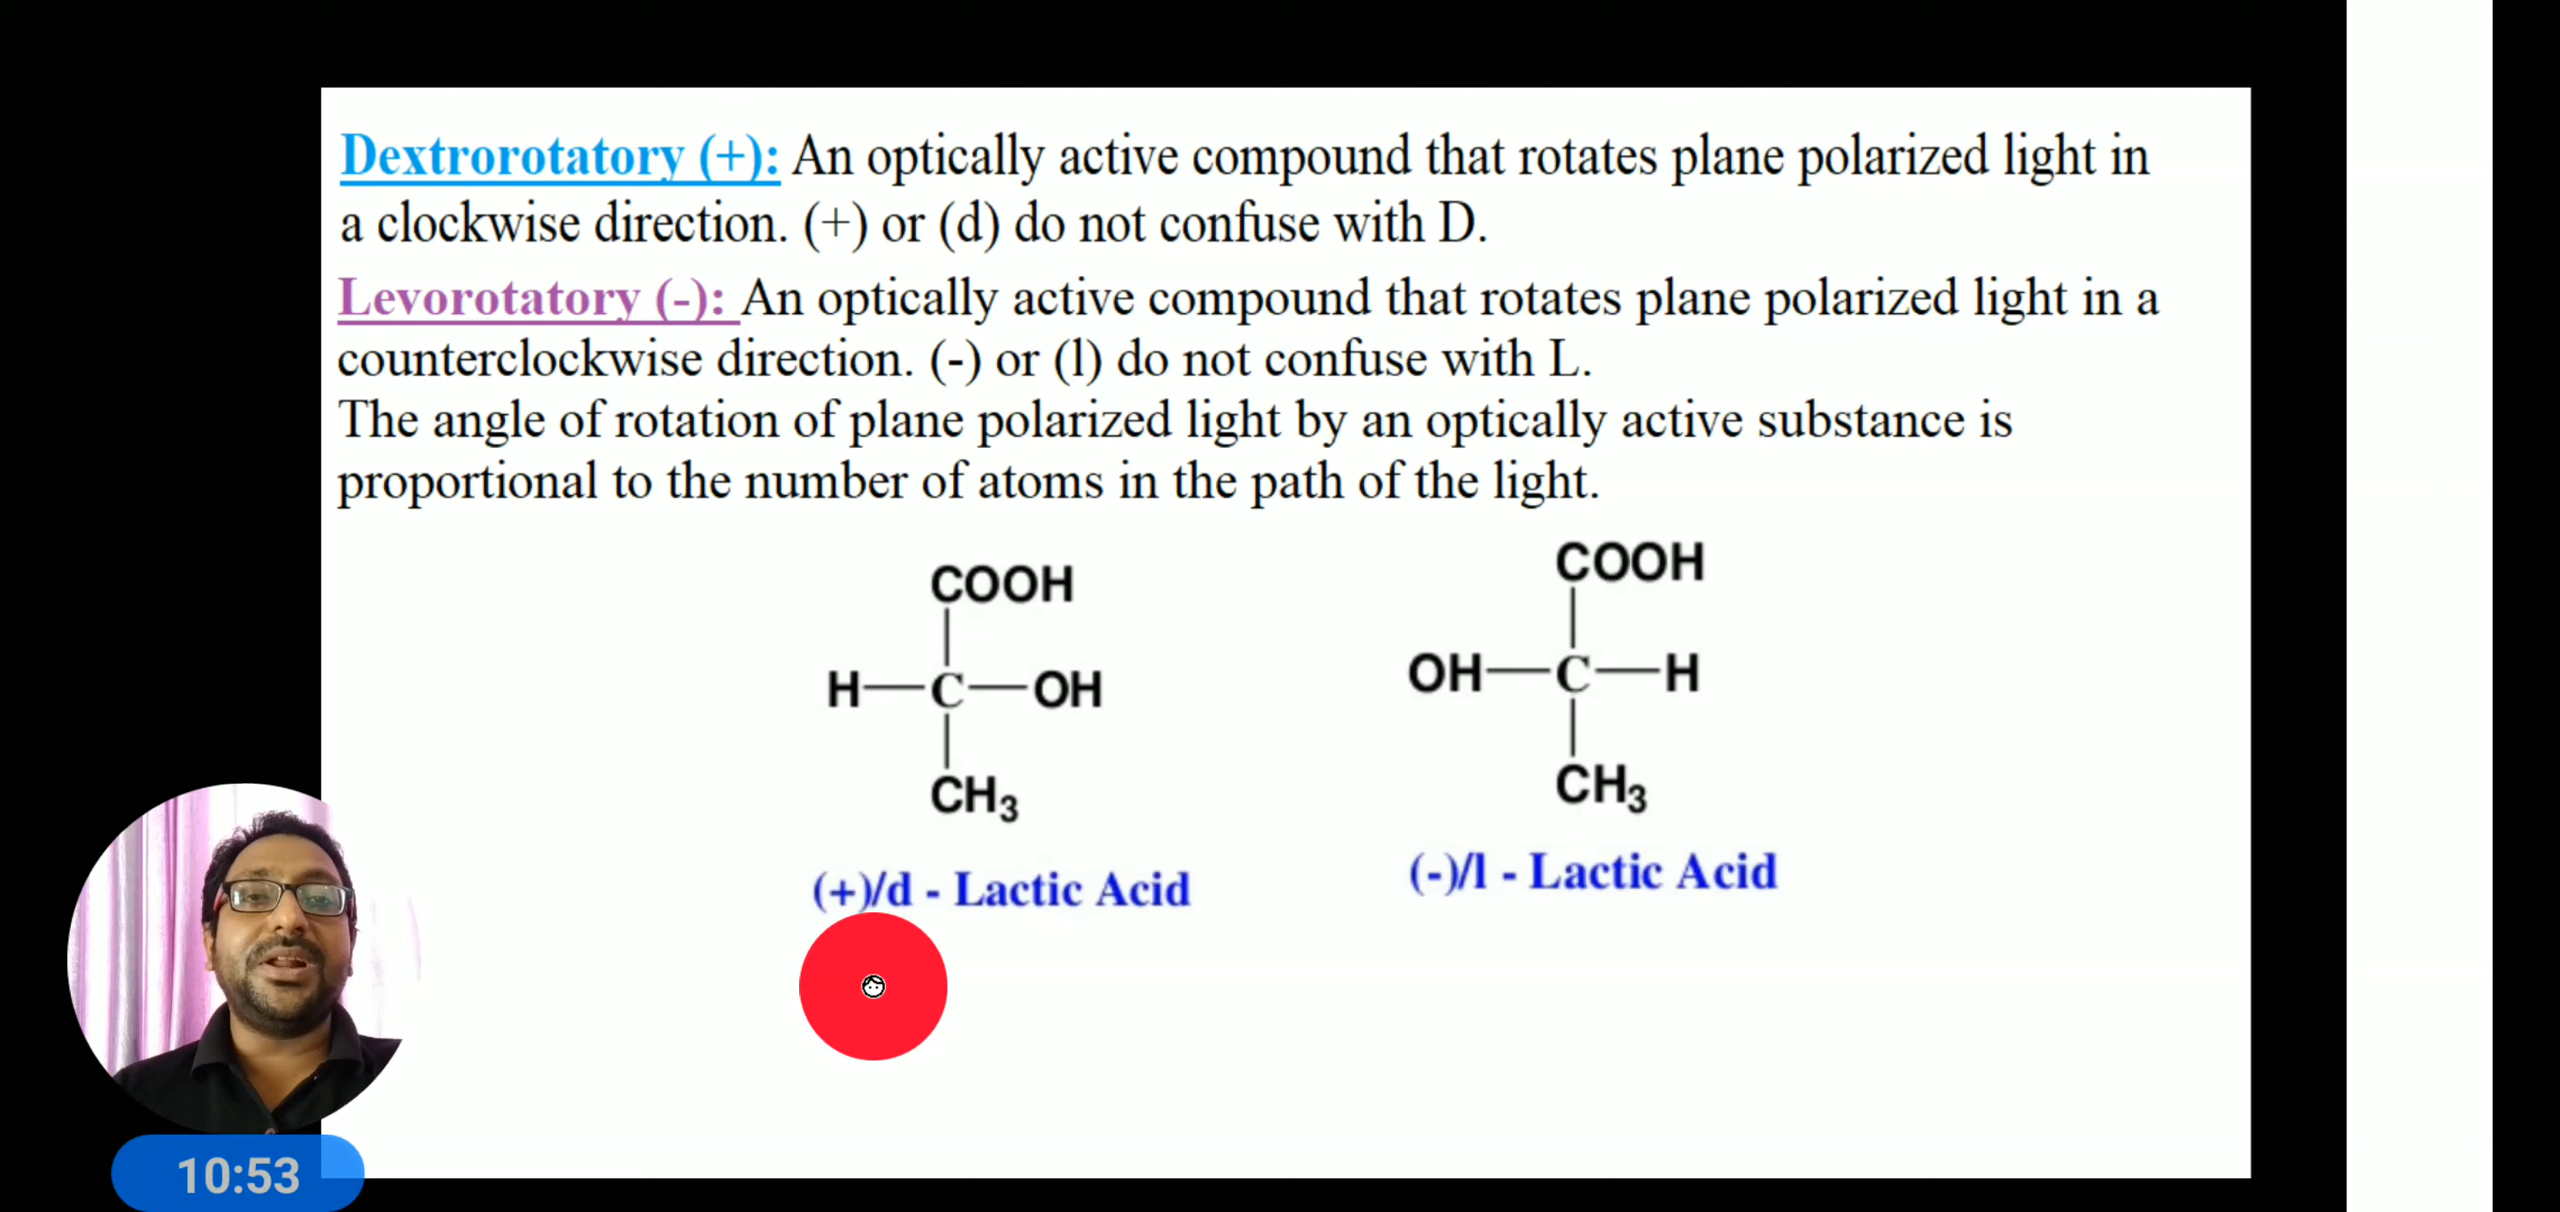 Dextrorotatory (+): An optically active compound that rotates plane polarized light in
a clockwise direction. (+) or (d) do not confuse with D.
Levorotatory (-): An optically active compound that rotates plane polarized light in a
counterclockwise direction. (-) or (l) do not confuse with L.
The angle of rotation of plane polarized light by an optically active substance is
proportional to the number of atoms in the path of the light.
COOH
H—C—OH
CH₃
(+)/d - Lactic Acid
COOH
OH—C—H
CH₃
(-)/l - Lactic Acid
10:53